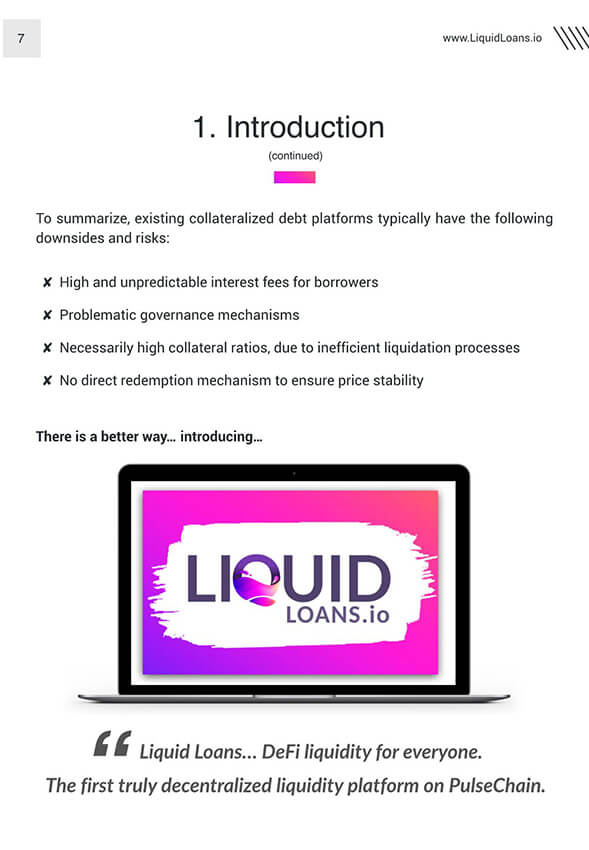 7
www.LiquidLoans.io
1. Introduction
(continued)
To summarize, existing collateralized debt platforms typically have the following
downsides and risks:
✘ High and unpredictable interest fees for borrowers
✘ Problematic governance mechanisms
✘ Necessarily high collateral ratios, due to inefficient liquidation processes
✘ No direct redemption mechanism to ensure price stability
There is a better way… introducing…
LIQUID
LOANS.io
“ Liquid Loans… DeFi liquidity for everyone.
The first truly decentralized liquidity platform on PulseChain.